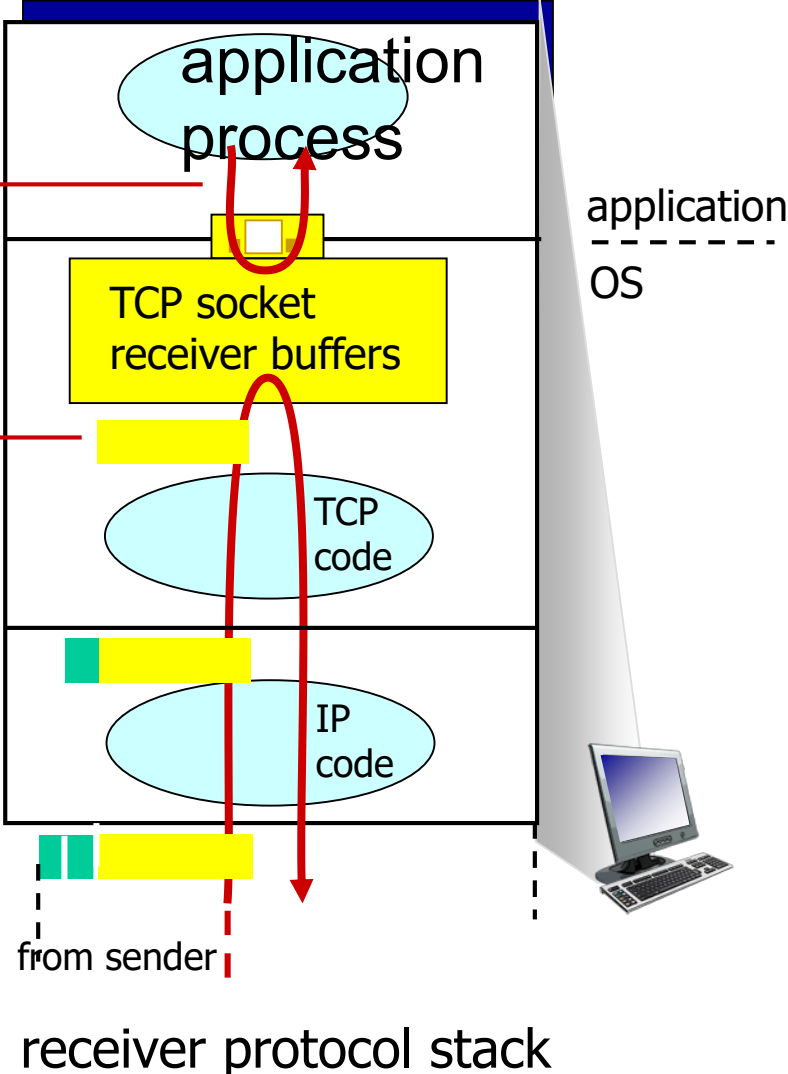 application
process
application
OS
TCP socket
receiver buffers
TCP
code
IP
code
from sender
receiver protocol stack